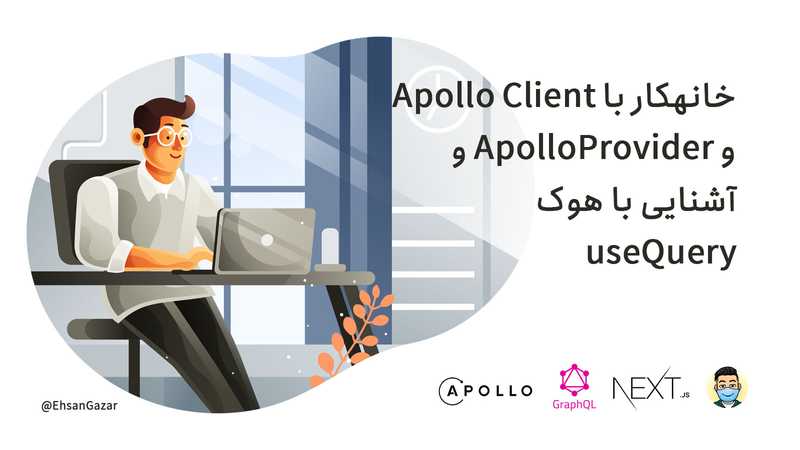 خانهکار با Apollo Client
و ApolloProvider و
آشنایی با هوک
useQuery
APOLLO
GraphQL
NEXT.JS
@EhsanGazar